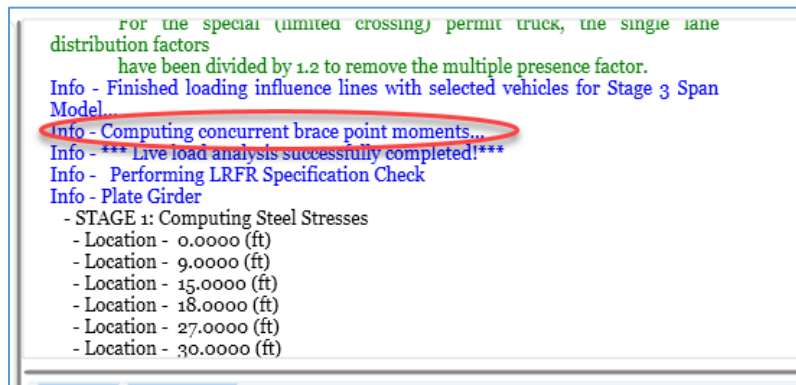 For the special (limited crossing) permit truck, the single lane
distribution factors
have been divided by 1.2 to remove the multiple presence factor.
Info - Finished loading influence lines with selected vehicles for Stage 3 Span
Model...
Info - Computing concurrent brace point moments...
Info - *** Live load analysis successfully completed!***
Info -  Performing LRFR Specification Check
Info - Plate Girder
- STAGE 1: Computing Steel Stresses
- Location -  0.0000 (ft)
- Location -  9.0000 (ft)
- Location -  15.0000 (ft)
- Location -  18.0000 (ft)
- Location -  27.0000 (ft)
- Location -  30.0000 (ft)